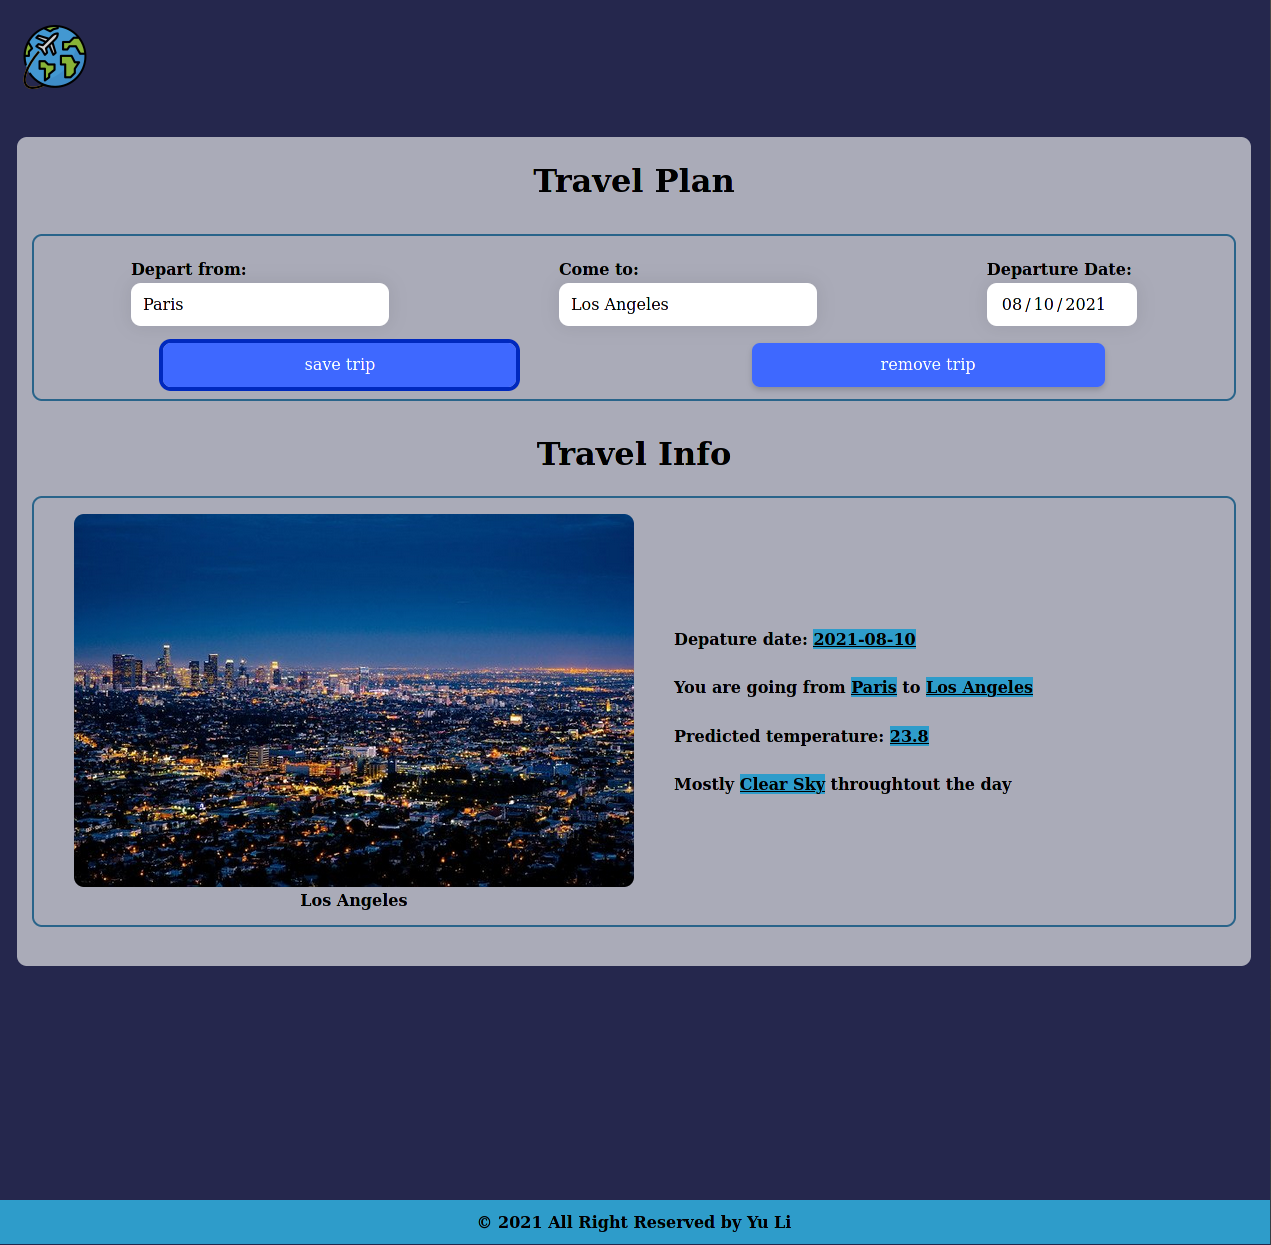 Travel Plan
Depart from: Come to: Departure Date:
Paris Los Angeles 08/10/2021
save trip remove trip
Travel Info
Depature date: 2021-08-10
You are going from Paris to Los Angeles
Predicted temperature: 23.8
Mostly Clear Sky throughtout the day
Los Angeles
© 2021 All Right Reserved by Yu Li